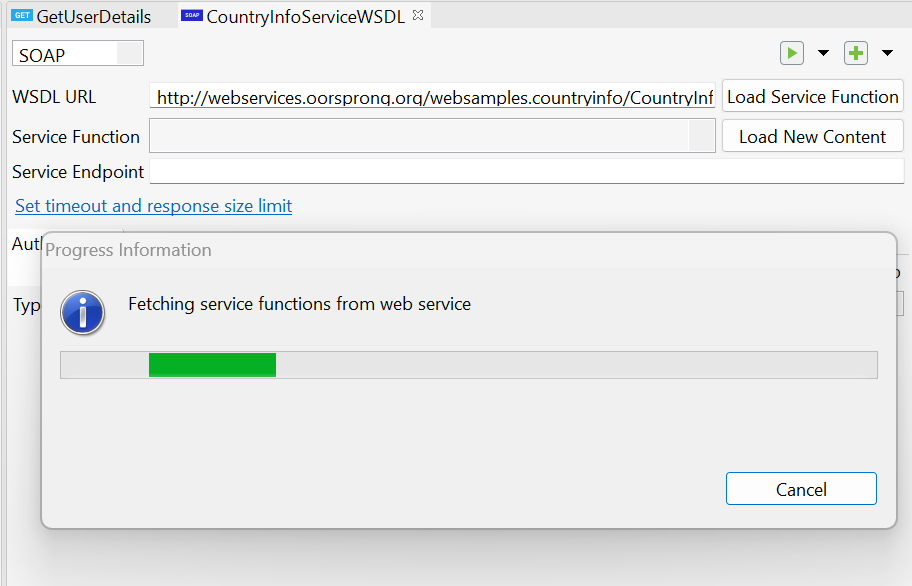 GET GetUserDetails SOAP CountryInfoServiceWSDL
SOAP
WSDL URL http://webservices.oorsprong.org/websamples.countryinfo/CountryInf Load Service Function
Service Function Load New Content
Service Endpoint
Set timeout and response size limit
Aut
Progress Information
Typ
Fetching service functions from web service
Cancel